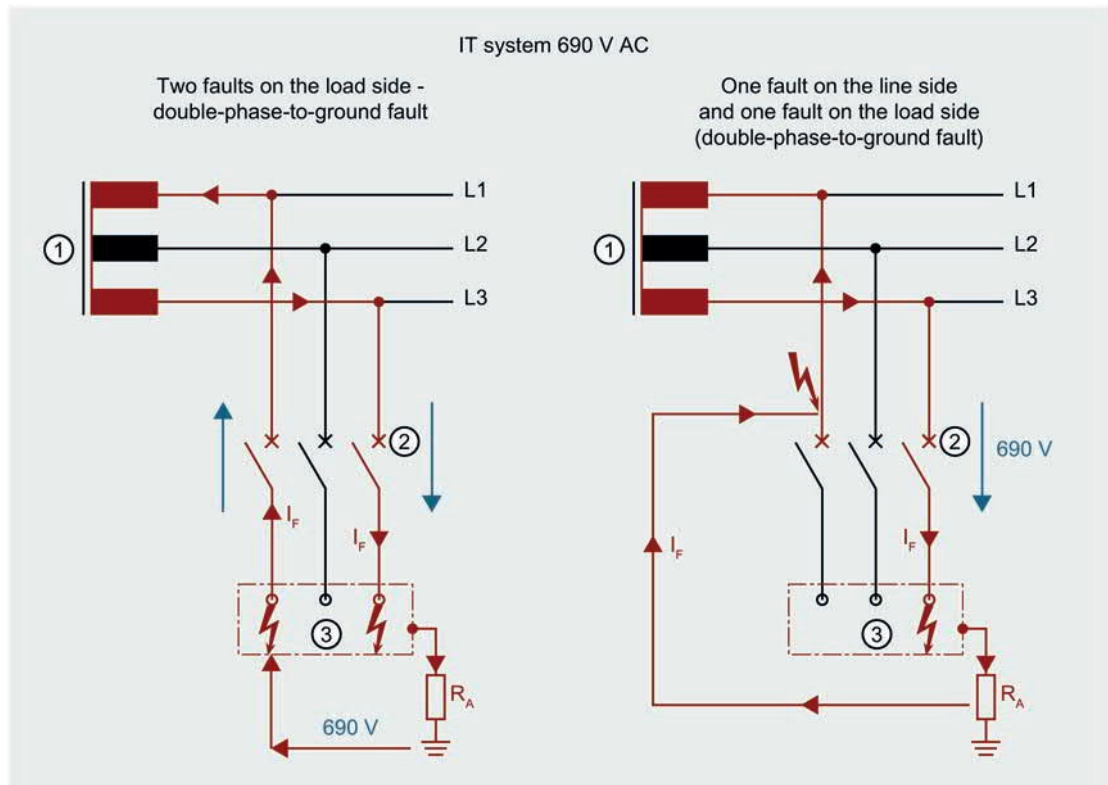 IT system 690 V AC
Two faults on the load side -
double-phase-to-ground fault
L1
L2
L3
1
2
I_F
I_F
3
R_A
690 V
One fault on the line side
and one fault on the load side
(double-phase-to-ground fault)
L1
L2
L3
1
2
690 V
I_F
I_F
3
R_A